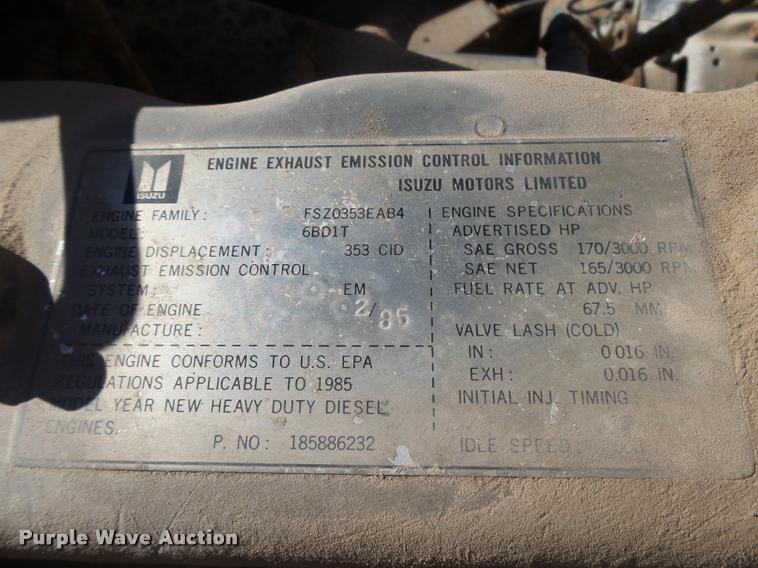 ENGINE EXHAUST EMISSION CONTROL INFORMATION
ISUZU MOTORS LIMITED
ISUZU
ENGINE FAMILY: FSZ0353EAB4
MODEL: 6BD1T
ENGINE DISPLACEMENT: 353 CID
EXHAUST EMISSION CONTROL
SYSTEM: EM
DATE OF ENGINE
MANUFACTURE: 2/85
THIS ENGINE CONFORMS TO U.S. EPA
REGULATIONS APPLICABLE TO 1985
MODEL YEAR NEW HEAVY DUTY DIESEL
ENGINES.
P. NO: 185886232
ENGINE SPECIFICATIONS
ADVERTISED HP
SAE GROSS 170/3000 RPM
SAE NET 165/3000 RPM
FUEL RATE AT ADV. HP
67.5 MM
VALVE LASH (COLD)
IN: 0.016 IN.
EXH: 0.016 IN.
INITIAL INJ. TIMING:
IDLE SPEED
Purple Wave Auction